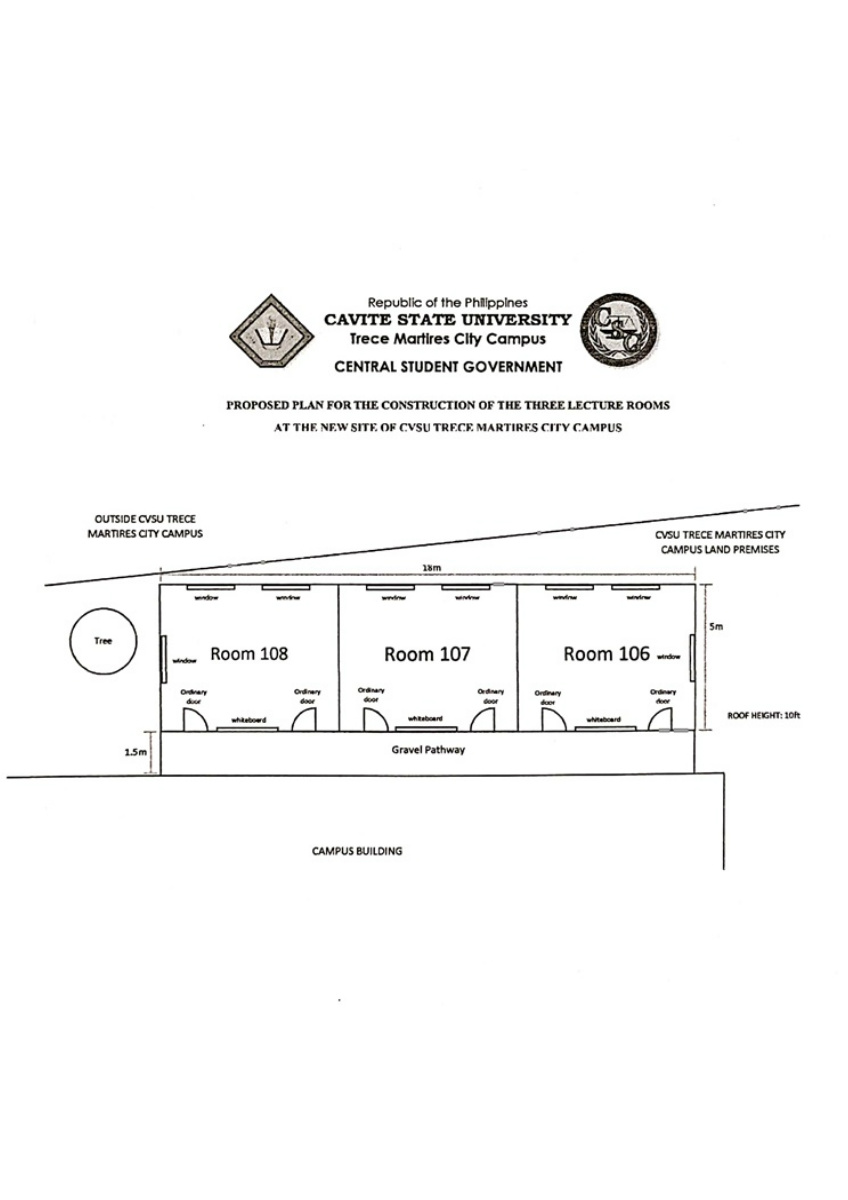 Republic of the Philippines
CAVITE STATE UNIVERSITY
Trece Martires City Campus
CENTRAL STUDENT GOVERNMENT
PROPOSED PLAN FOR THE CONSTRUCTION OF THE THREE LECTURE ROOMS
AT THE NEW SITE OF CVSU TRECE MARTIRES CITY CAMPUS
OUTSIDE CVSU TRECE
MARTIRES CITY CAMPUS
CVSU TRECE MARTIRES CITY
CAMPUS LAND PREMISES
18m
window
window
window
window
window
window
5m
Tree
window
Room 108
Room 107
Room 106
window
Ordinary
door
Ordinary
door
Ordinary
door
Ordinary
door
Ordinary
door
Ordinary
door
whiteboard
whiteboard
whiteboard
ROOF HEIGHT: 10ft
1.5m
Gravel Pathway
CAMPUS BUILDING